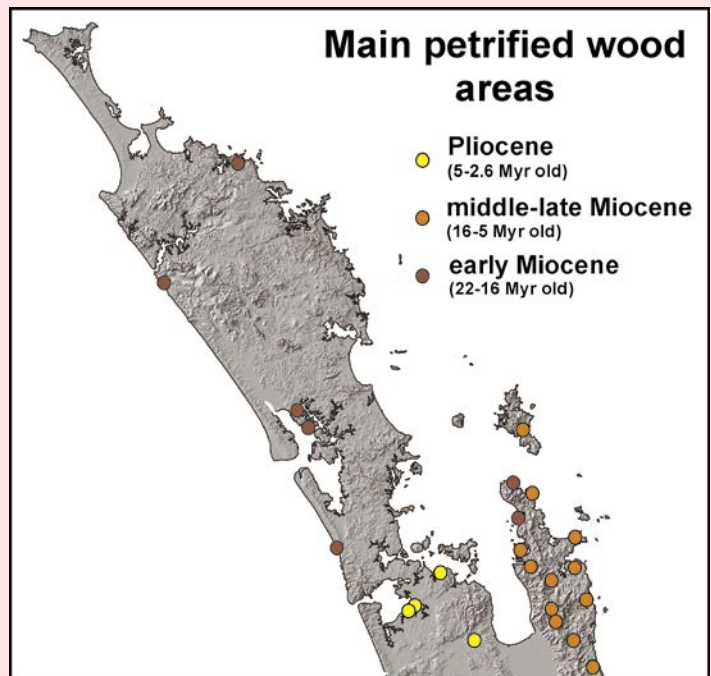 Main petrified wood
areas
Pliocene
(5-2.6 Myr old)
middle-late Miocene
(16-5 Myr old)
early Miocene
(22-16 Myr old)